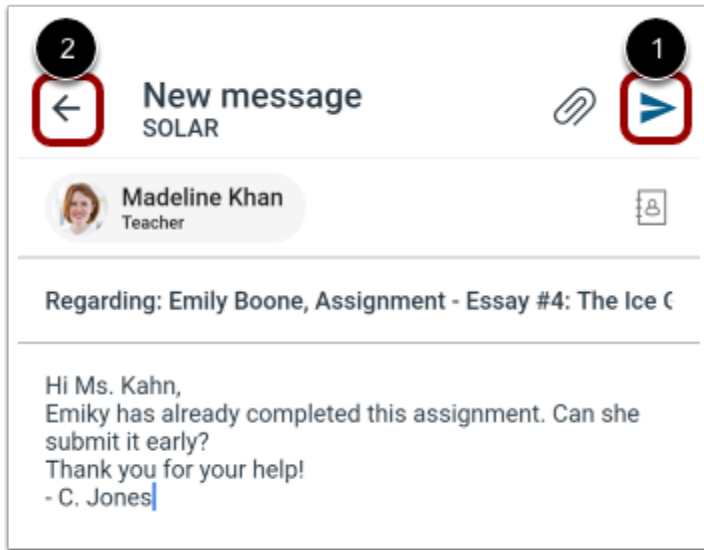 2
1
New message
SOLAR
Madeline Khan
Teacher
Regarding: Emily Boone, Assignment - Essay #4: The Ice
Hi Ms. Kahn,
Emiky has already completed this assignment. Can she
submit it early?
Thank you for your help!
- C. Jones